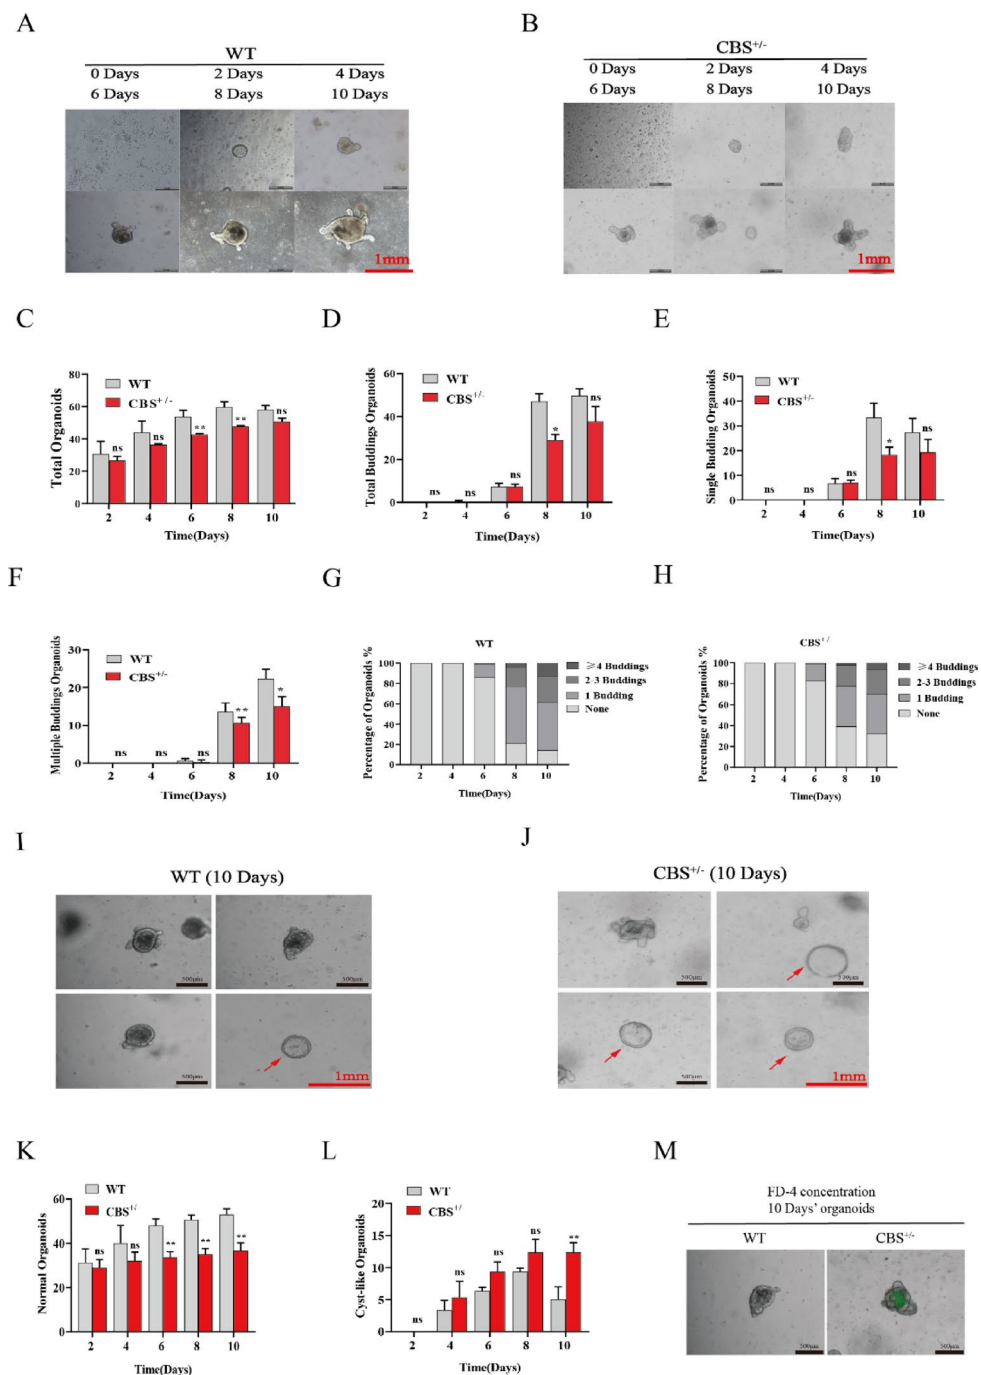 A
WT
0 Days 2 Days 4 Days
6 Days 8 Days 10 Days
1mm
B
CBS+/-
0 Days 2 Days 4 Days
6 Days 8 Days 10 Days
1mm
C
Total Organoids
80
60
40
20
0
WT
CBS+/-
ns ns ** ** ns
2 4 6 8 10
Time(Days)
D
Total Buddings Organoids
60
40
20
0
WT
CBS+/-
ns ns ns * ns
2 4 6 8 10
Time(Days)
E
Single Budding Organoids
50
40
30
20
10
0
WT
CBS+/-
ns ns ns * ns
2 4 6 8 10
Time(Days)
F
Multiple Buddings Organoids
30
20
10
0
WT
CBS+/-
ns ns ns ** *
2 4 6 8 10
Time(Days)
G
WT
Percentage of Organoids %
100
80
60
40
20
0
≥4 Buddings
2-3 Buddings
1 Budding
None
2 4 6 8 10
Time(Days)
H
CBS+/
Percentage of Organoids %
100
80
60
40
20
0
≥4 Buddings
2-3 Buddings
1 Budding
None
2 4 6 8 10
Time(Days)
I
WT (10 Days)
500μm 500μm
500μm 1mm
J
CBS+/- (10 Days)
500μm 500μm
500μm 1mm
K
Normal Organoids
60
40
20
0
WT
CBS+/
ns ns ** ** **
2 4 6 8 10
Time(Days)
L
Cyst-like Organoids
20
15
10
5
0
WT
CBS+/
ns ns ns ns **
2 4 6 8 10
Time(Days)
M
FD-4 concentration
10 Days' organoids
WT CBS+/-
500μm 500μm